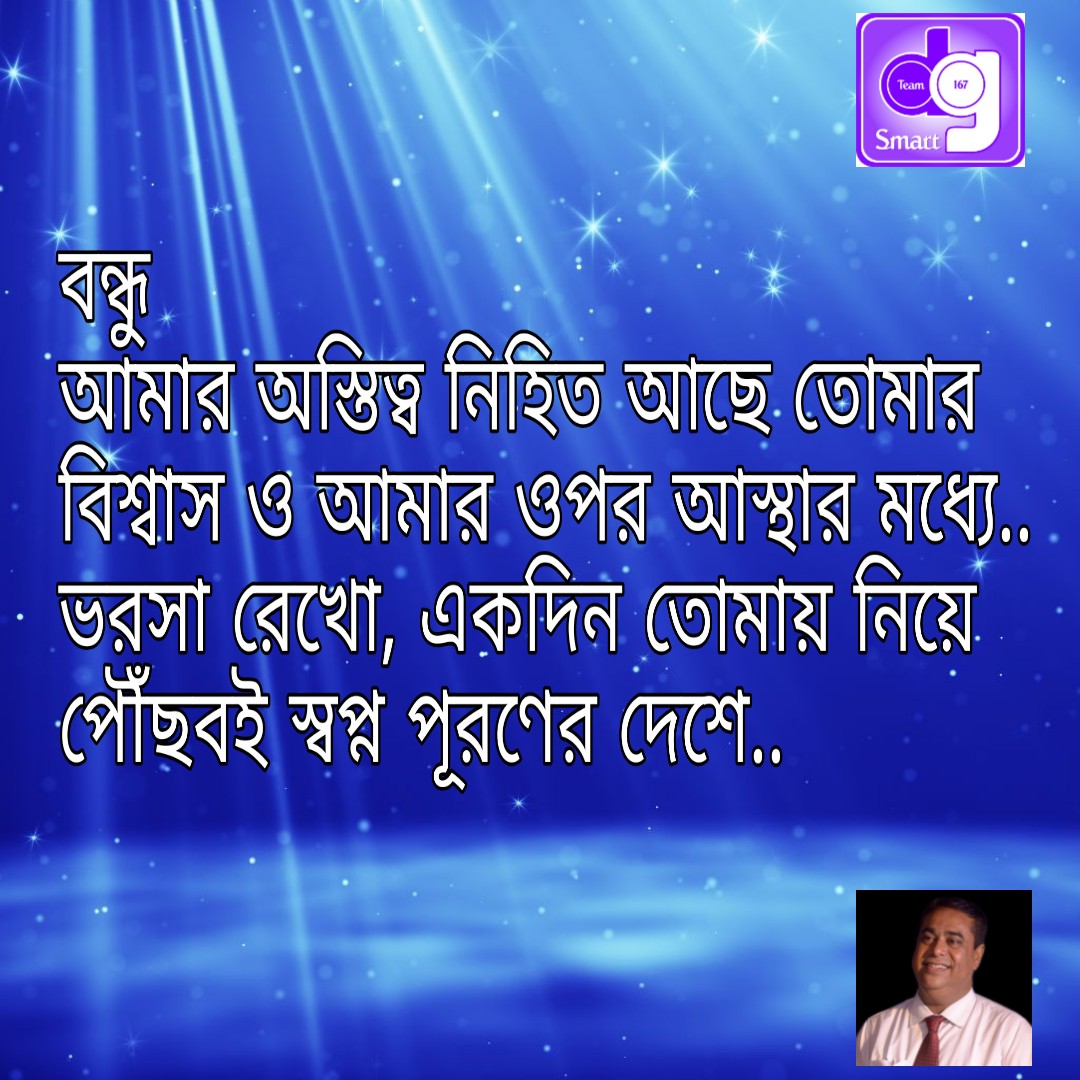 Team 167
Smart
বন্ধু
আমার অস্তিত্ব নিহিত আছে তোমার
বিশ্বাস ও আমার ওপর আস্থার মধ্যে..
ভরসা রেখো, একদিন তোমায় নিয়ে
পৌঁছবই স্বপ্ন পূরণের দেশে..